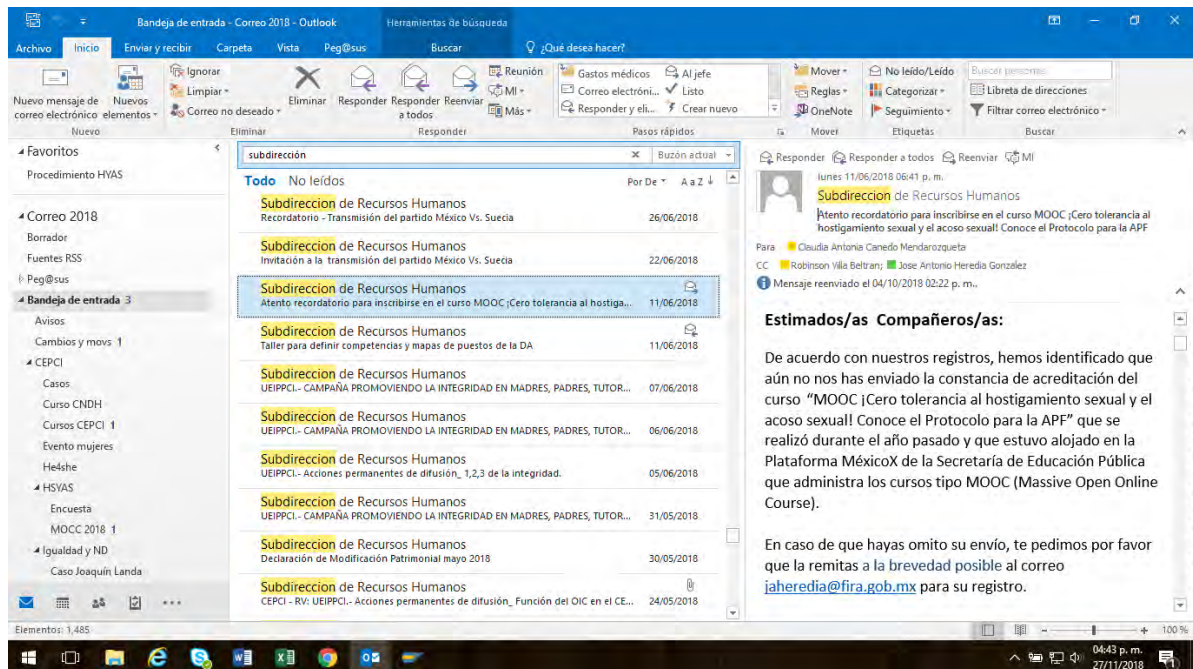 Bandeja de entrada - Correo 2018 - Outlook
Herramientas de búsqueda
Archivo Inicio Enviar y recibir Carpeta Vista Peg@sus Buscar ¿Qué desea hacer?
Nuevo mensaje de correo electrónico
Nuevos elementos
Nuevo
Ignorar
Limpiar
Correo no deseado
Eliminar
Eliminar
Responder
Responder a todos
Reenviar
Reunión
MI
Más
Responder
Gastos médicos
Correo electróni...
Responder y eli...
Al jefe
Listo
Crear nuevo
Pasos rápidos
Mover
Reglas
OneNote
Mover
No leído/Leído
Categorizar
Seguimiento
Etiquetas
Buscar personas
Libreta de direcciones
Filtrar correo electrónico
Buscar
Favoritos
Procedimiento HYAS
Correo 2018
Borrador
Fuentes RSS
Peg@sus
Bandeja de entrada 3
Avisos
Cambios y movs 1
CEPCI
Casos
Curso CNDH
Cursos CEPCI 1
Evento mujeres
He4she
HSYAS
Encuesta
MOCC 2018 1
Igualdad y ND
Caso Joaquín Landa
subdirección
Buzón actual
Todo No leídos
Por De A a Z
Subdireccion de Recursos Humanos
Recordatorio - Transmisión del partido México Vs. Suecia 26/06/2018
Subdireccion de Recursos Humanos
Invitación a la transmisión del partido México Vs. Suecia 22/06/2018
Subdireccion de Recursos Humanos
Atento recordatorio para inscribirse en el curso MOOC ¡Cero tolerancia al hostiga... 11/06/2018
Subdireccion de Recursos Humanos
Taller para definir competencias y mapas de puestos de la DA 11/06/2018
Subdireccion de Recursos Humanos
UEIPPCI.- CAMPAÑA PROMOVIENDO LA INTEGRIDAD EN MADRES, PADRES, TUTOR... 07/06/2018
Subdireccion de Recursos Humanos
UEIPPCI.- CAMPAÑA PROMOVIENDO LA INTEGRIDAD EN MADRES, PADRES, TUTOR... 06/06/2018
Subdireccion de Recursos Humanos
UEIPPCI.- Acciones permanentes de difusión_ 1,2,3 de la integridad. 05/06/2018
Subdireccion de Recursos Humanos
UEIPPCI.- CAMPAÑA PROMOVIENDO LA INTEGRIDAD EN MADRES, PADRES, TUTOR... 31/05/2018
Subdireccion de Recursos Humanos
Declaración de Modificación Patrimonial mayo 2018 30/05/2018
Subdireccion de Recursos Humanos
CEPCI - RV: UEIPPCI.- Acciones permanentes de difusión_ Función del OIC en el CE... 24/05/2018
Responder Responder a todos Reenviar MI
lunes 11/06/2018 06:41 p. m.
Subdireccion de Recursos Humanos
Atento recordatorio para inscribirse en el curso MOOC ¡Cero tolerancia al
hostigamiento sexual y el acoso sexual! Conoce el Protocolo para la APF
Para Claudia Antonia Canedo Mendarozqueta
CC Robinson Villa Beltran; Jose Antonio Heredia Gonzalez
Mensaje reenviado el 04/10/2018 02:22 p. m..
Estimados/as Compañeros/as:
De acuerdo con nuestros registros, hemos identificado que
aún no nos has enviado la constancia de acreditación del
curso “MOOC ¡Cero tolerancia al hostigamiento sexual y el
acoso sexual! Conoce el Protocolo para la APF” que se
realizó durante el año pasado y que estuvo alojado en la
Plataforma MéxicoX de la Secretaría de Educación Pública
que administra los cursos tipo MOOC (Massive Open Online
Course).
En caso de que hayas omito su envío, te pedimos por favor
que la remitas a la brevedad posible al correo
jaheredia@fira.gob.mx para su registro.
Elementos: 1,485
100 %
04:43 p. m.
27/11/2018